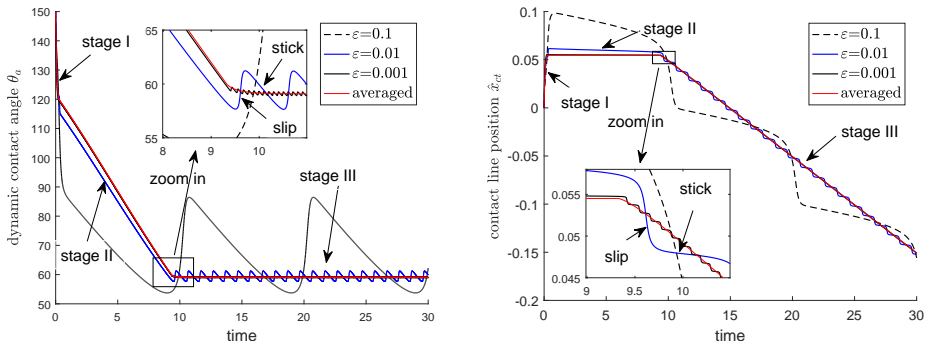 150
140
130
120
110
100
90
80
70
60
50
0
5
10
15
20
25
30
time
dynamic contact angle θₐ
stage I
stage II
stage III
zoom in
stick
slip
65
60
55
8
9
10
ε=0.1
ε=0.01
ε=0.001
averaged
0.1
0.05
0
-0.05
-0.1
-0.15
-0.2
0
5
10
15
20
25
30
time
contact line position x̂_ct
stage I
stage II
stage III
zoom in
stick
slip
0.055
0.05
0.045
9
9.5
10
ε=0.1
ε=0.01
ε=0.001
averaged